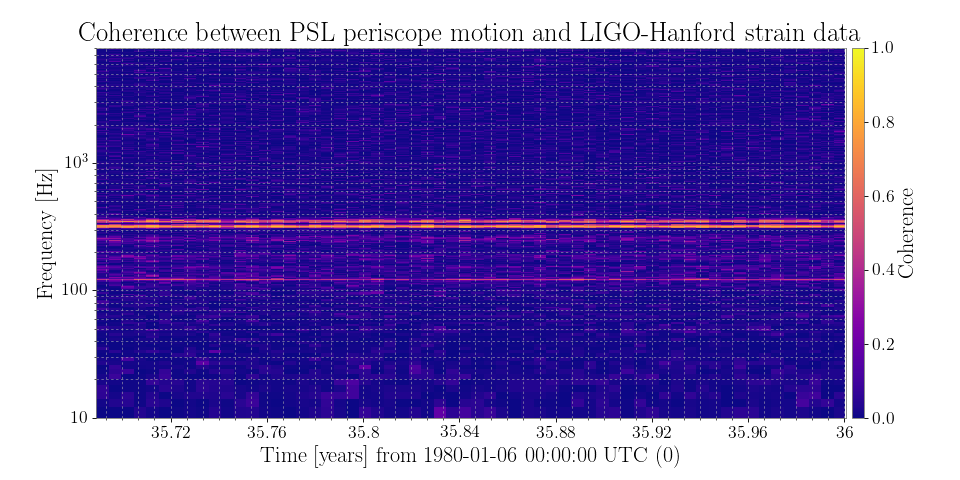 Coherence between PSL periscope motion and LIGO-Hanford strain data
1.0
0.8
0.6
0.4
0.2
0.0
Coherence
Frequency [Hz]
10³
100
10
35.72 35.76 35.8 35.84 35.88 35.92 35.96 36
Time [years] from 1980-01-06 00:00:00 UTC (0)